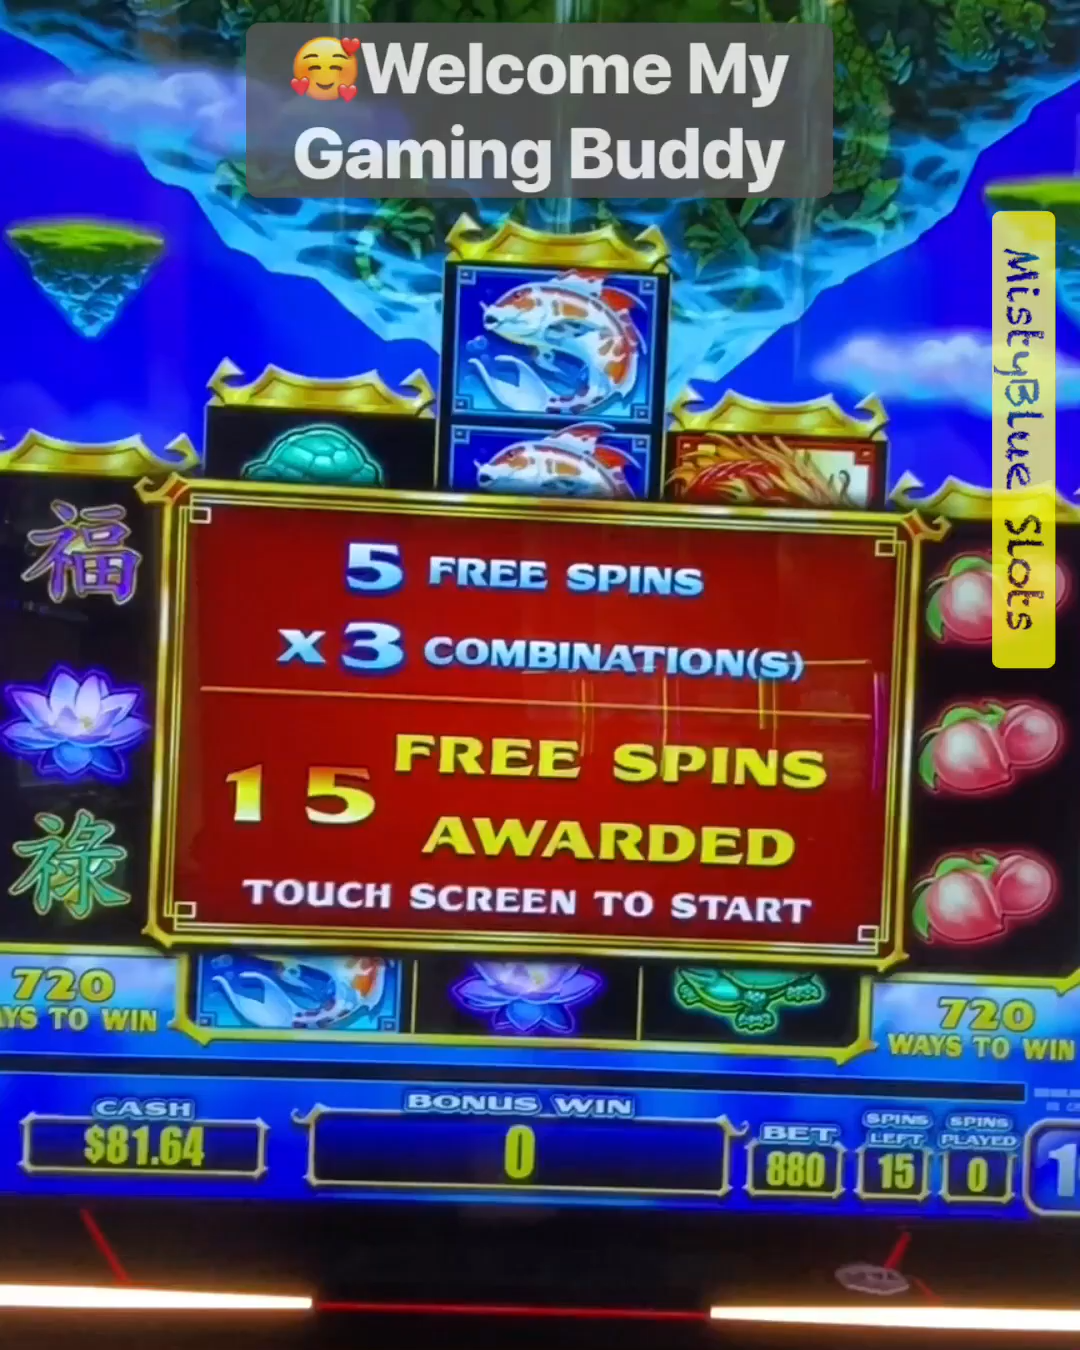 🥰Welcome My
Gaming Buddy
MistyBlue Slots
福
祿
5 FREE SPINS
x 3 COMBINATION(S)
15 FREE SPINS
AWARDED
TOUCH SCREEN TO START
720
WAYS TO WIN
720
WAYS TO WIN
CASH
$81.64
BONUS WIN
0
BET
880
SPINS
LEFT
15
SPINS
PLAYED
0